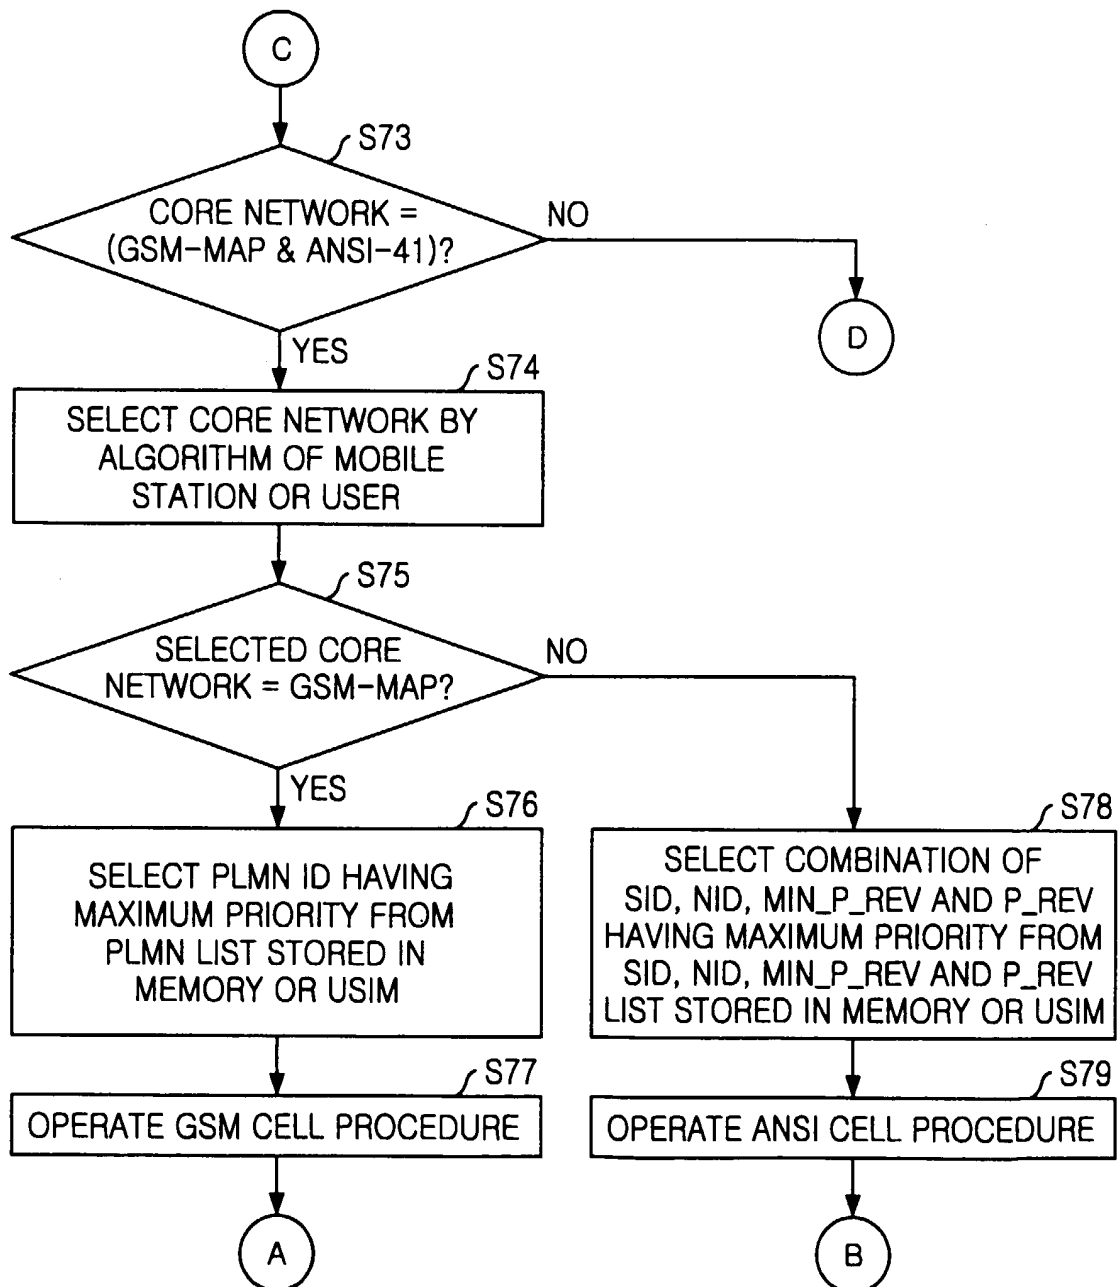 C
S73
CORE NETWORK =
(GSM-MAP & ANSI-41)?
NO
D
YES
S74
SELECT CORE NETWORK BY
ALGORITHM OF MOBILE
STATION OR USER
S75
SELECTED CORE
NETWORK = GSM-MAP?
NO
YES
S76
SELECT PLMN ID HAVING
MAXIMUM PRIORITY FROM
PLMN LIST STORED IN
MEMORY OR USIM
S78
SELECT COMBINATION OF
SID, NID, MIN_P_REV AND P_REV
HAVING MAXIMUM PRIORITY FROM
SID, NID, MIN_P_REV AND P_REV
LIST STORED IN MEMORY OR USIM
S77
OPERATE GSM CELL PROCEDURE
S79
OPERATE ANSI CELL PROCEDURE
A
B